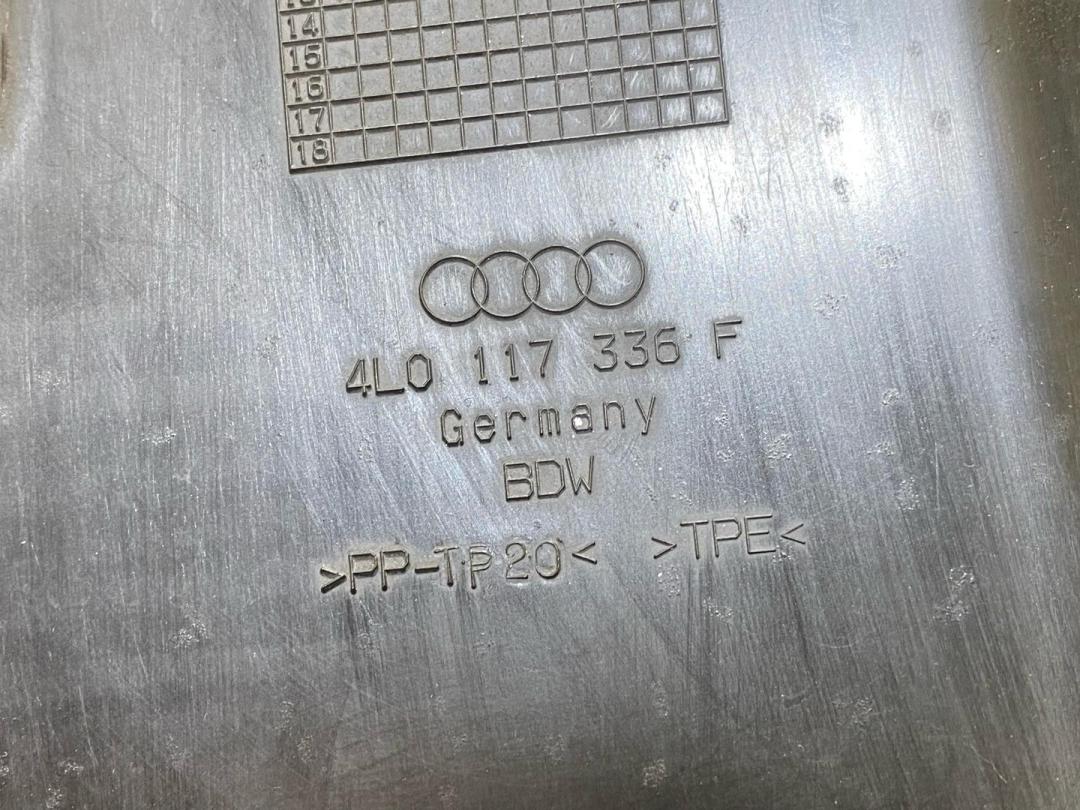 14
15
16
17
18
4L0 117 336 F
Germany
BDW
>PP-TP20< >TPE<